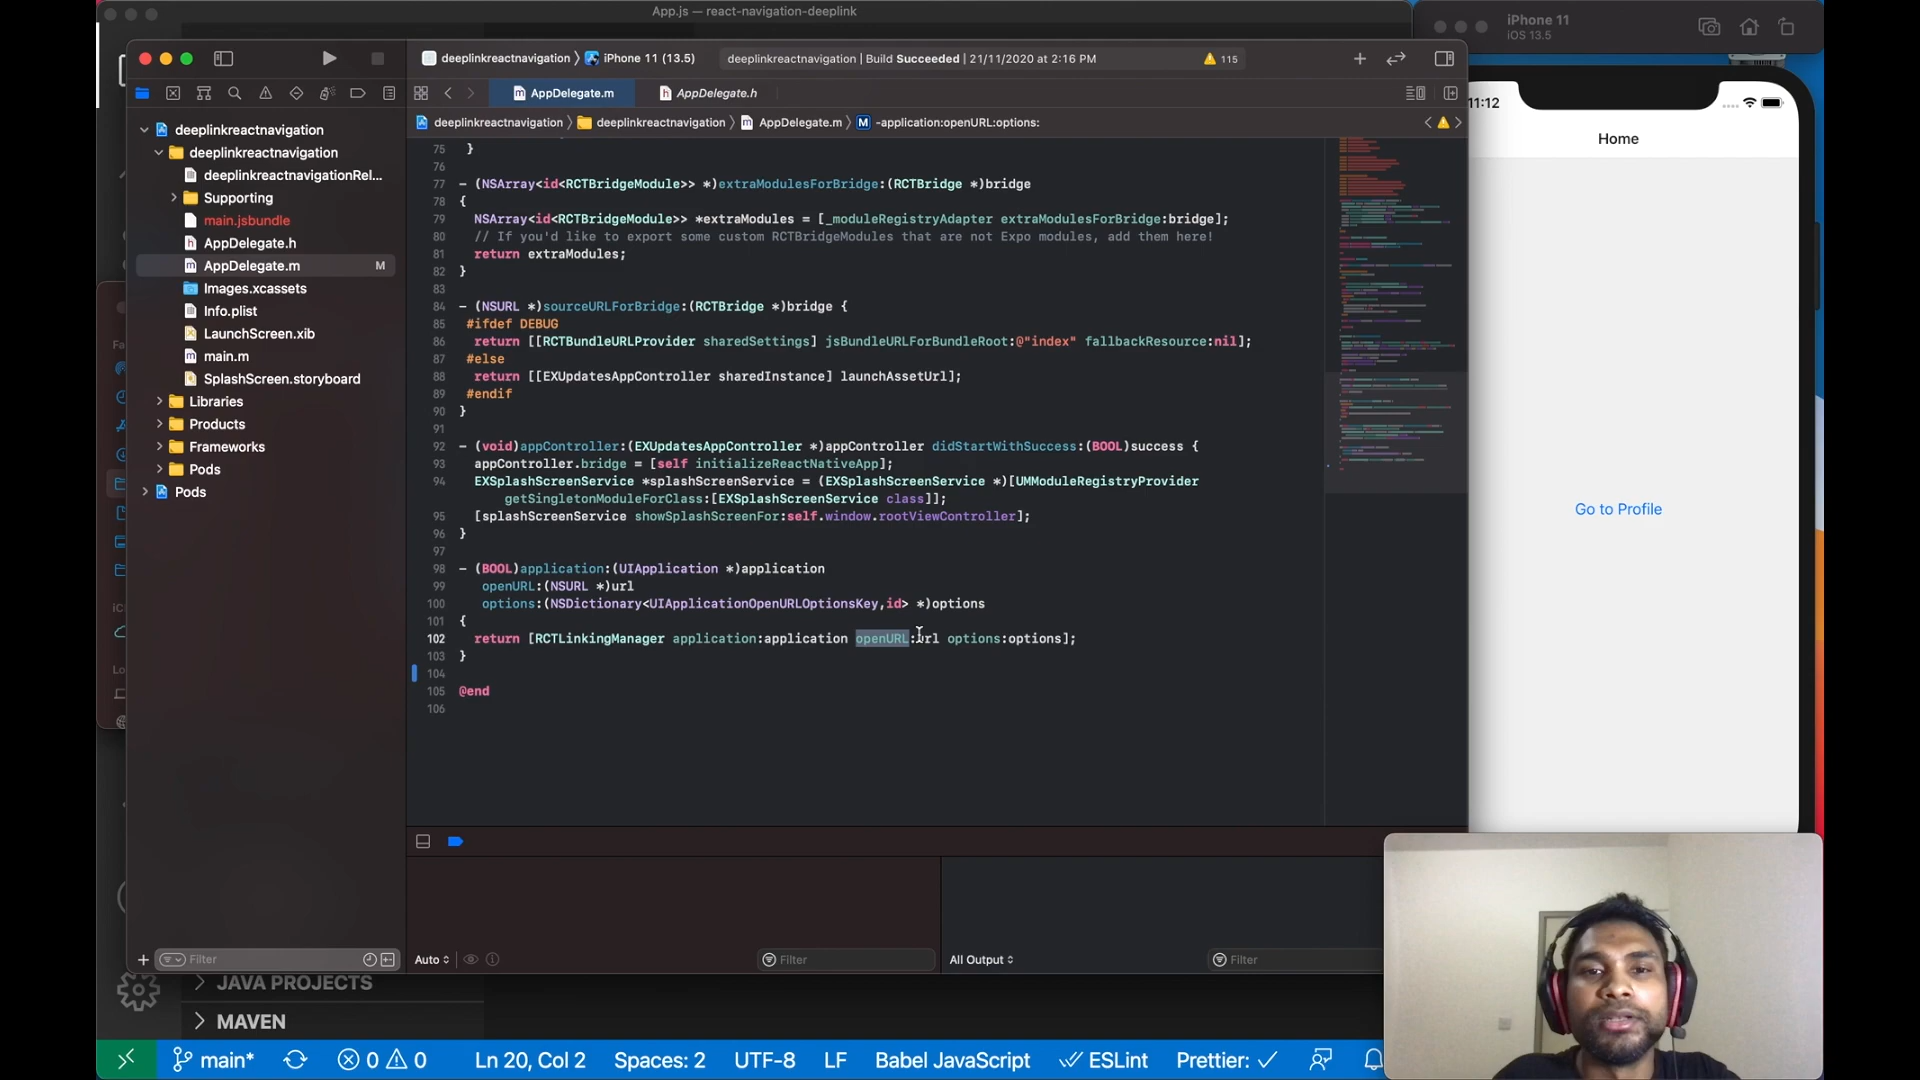 App.js — react-navigation-deeplink
iPhone 11
iOS 13.5
deeplinkreactnavigation 〉 iPhone 11 (13.5)
deeplinkreactnavigation | Build Succeeded | 21/11/2020 at 2:16 PM
115
AppDelegate.m
AppDelegate.h
deeplinkreactnavigation 〉 deeplinkreactnavigation 〉 AppDelegate.m 〉 M -application:openURL:options:
deeplinkreactnavigation
deeplinkreactnavigation
deeplinkreactnavigationRel...
Supporting
main.jsbundle
AppDelegate.h
AppDelegate.m M
Images.xcassets
Info.plist
LaunchScreen.xib
main.m
SplashScreen.storyboard
Libraries
Products
Frameworks
Pods
Pods
75 }
76
77 - (NSArray<id<RCTBridgeModule>> *)extraModulesForBridge:(RCTBridge *)bridge
78 {
79 NSArray<id<RCTBridgeModule>> *extraModules = [_moduleRegistryAdapter extraModulesForBridge:bridge];
80 // If you'd like to export some custom RCTBridgeModules that are not Expo modules, add them here!
81 return extraModules;
82 }
83
84 - (NSURL *)sourceURLForBridge:(RCTBridge *)bridge {
85 #ifdef DEBUG
86 return [[RCTBundleURLProvider sharedSettings] jsBundleURLForBundleRoot:@"index" fallbackResource:nil];
87 #else
88 return [[EXUpdatesAppController sharedInstance] launchAssetUrl];
89 #endif
90 }
91
92 - (void)appController:(EXUpdatesAppController *)appController didStartWithSuccess:(BOOL)success {
93 appController.bridge = [self initializeReactNativeApp];
94 EXSplashScreenService *splashScreenService = (EXSplashScreenService *)[UMModuleRegistryProvider
getSingletonModuleForClass:[EXSplashScreenService class]];
95 [splashScreenService showSplashScreenFor:self.window.rootViewController];
96 }
97
98 - (BOOL)application:(UIApplication *)application
99 openURL:(NSURL *)url
100 options:(NSDictionary<UIApplicationOpenURLOptionsKey,id> *)options
101 {
102 return [RCTLinkingManager application:application openURL:url options:options];
103 }
104
105 @end
106
11:12
Home
Go to Profile
Filter
Auto
Filter
All Output
Filter
JAVA PROJECTS
MAVEN
main*
0
0
Ln 20, Col 2
Spaces: 2
UTF-8
LF
Babel JavaScript
ESLint
Prettier: ✓